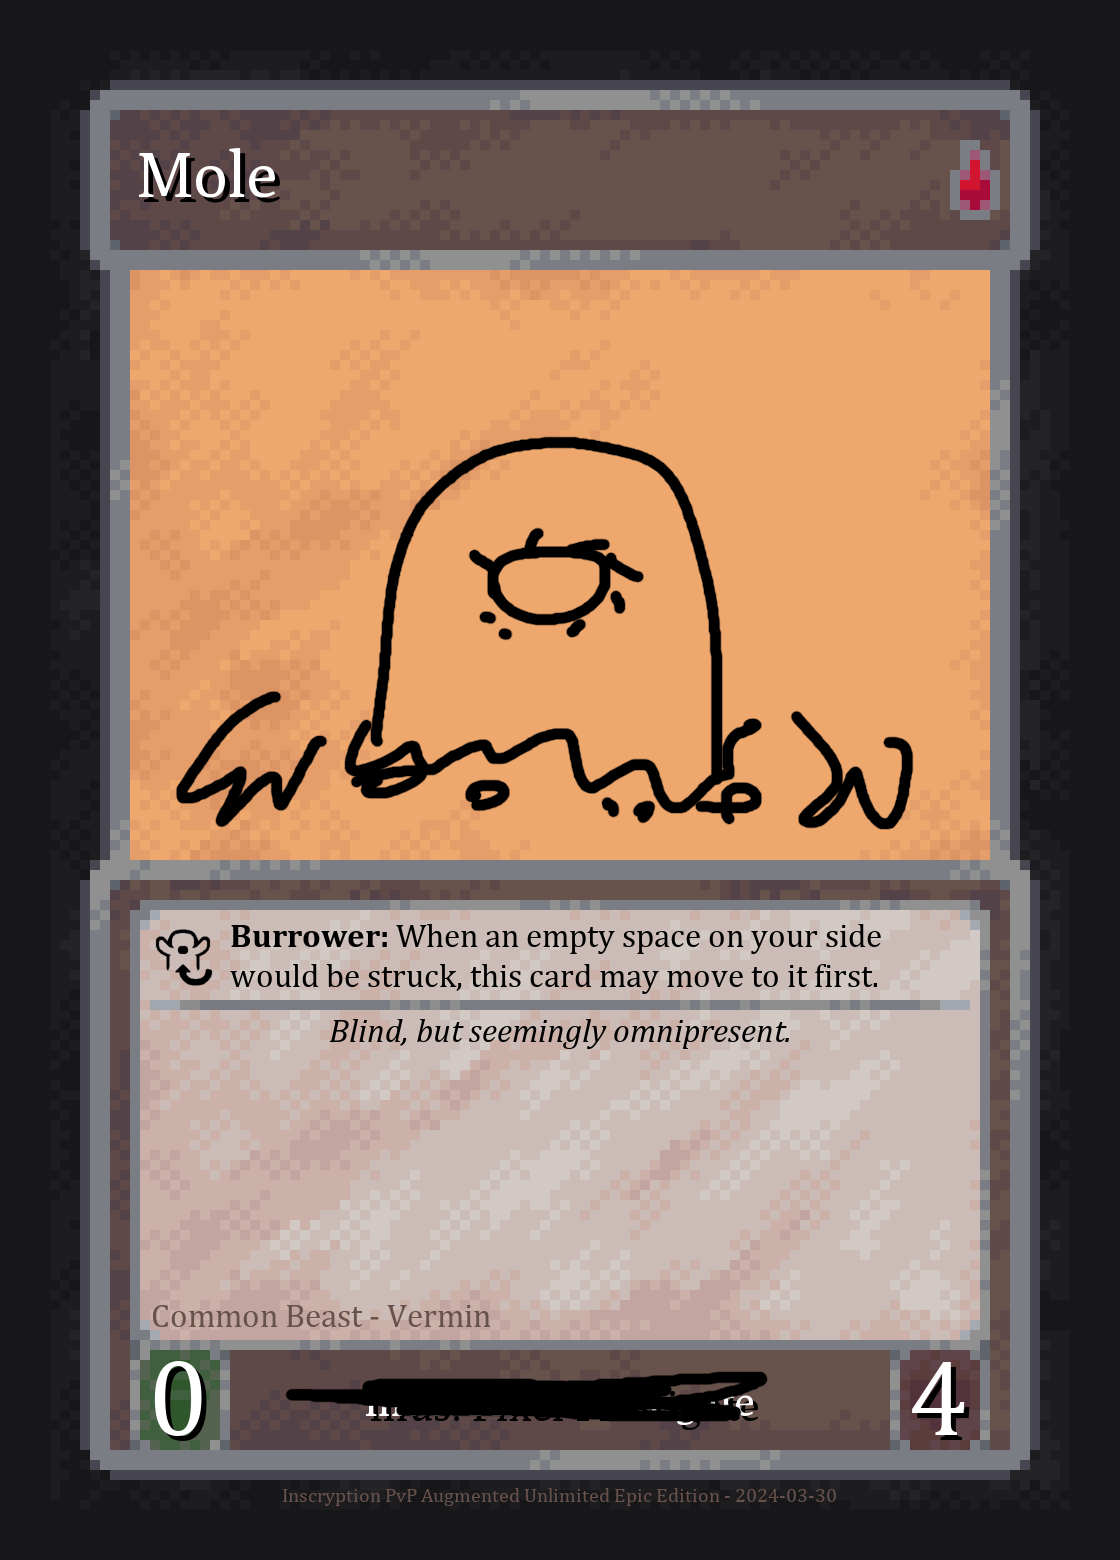 Mole
Burrower: When an empty space on your side
would be struck, this card may move to it first.
Blind, but seemingly omnipresent.
Common Beast - Vermin
0
4
Inscryption PvP Augmented Unlimited Epic Edition - 2024-03-30